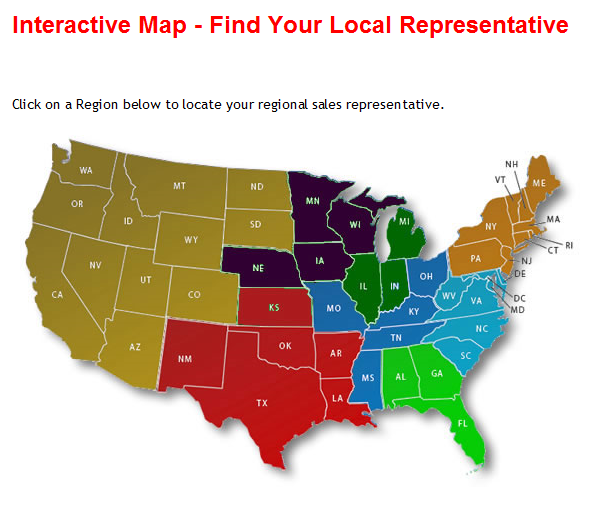 Interactive Map - Find Your Local Representative
Click on a Region below to locate your regional sales representative.
WA
OR
CA
NV
ID
MT
WY
UT
AZ
CO
ND
SD
NE
KS
MN
IA
WI
MI
IL
IN
OH
MO
KY
TN
MS
NM
OK
TX
AR
LA
AL
GA
FL
WV
VA
NC
SC
PA
NY
VT
NH
ME
MA
RI
CT
NJ
DE
DC
MD